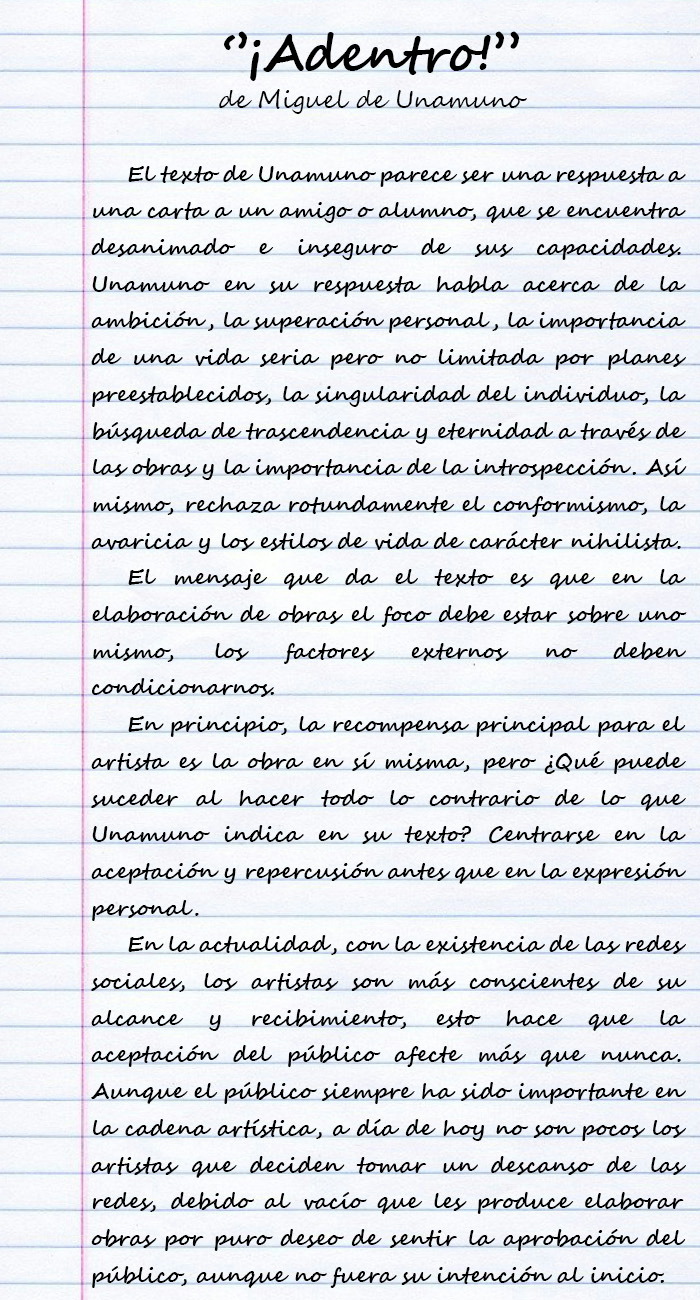 “¡Adentro!”
de Miguel de Unamuno
El texto de Unamuno parece ser una respuesta a
una carta a un amigo o alumno, que se encuentra
desanimado e inseguro de sus capacidades.
Unamuno en su respuesta habla acerca de la
ambición, la superación personal, la importancia
de una vida seria pero no limitada por planes
preestablecidos, la singularidad del individuo, la
búsqueda de trascendencia y eternidad a través de
las obras y la importancia de la introspección. Así
mismo, rechaza rotundamente el conformismo, la
avaricia y los estilos de vida de carácter nihilista.
El mensaje que da el texto es que en la
elaboración de obras el foco debe estar sobre uno
mismo, los factores externos no deben
condicionarnos.
En principio, la recompensa principal para el
artista es la obra en sí misma, pero ¿Qué puede
suceder al hacer todo lo contrario de lo que
Unamuno indica en su texto? Centrarse en la
aceptación y repercusión antes que en la expresión
personal.
En la actualidad, con la existencia de las redes
sociales, los artistas son más conscientes de su
alcance y recibimiento, esto hace que la
aceptación del público afecte más que nunca.
Aunque el público siempre ha sido importante en
la cadena artística, a día de hoy no son pocos los
artistas que deciden tomar un descanso de las
redes, debido al vacío que les produce elaborar
obras por puro deseo de sentir la aprobación del
público, aunque no fuera su intención al inicio.